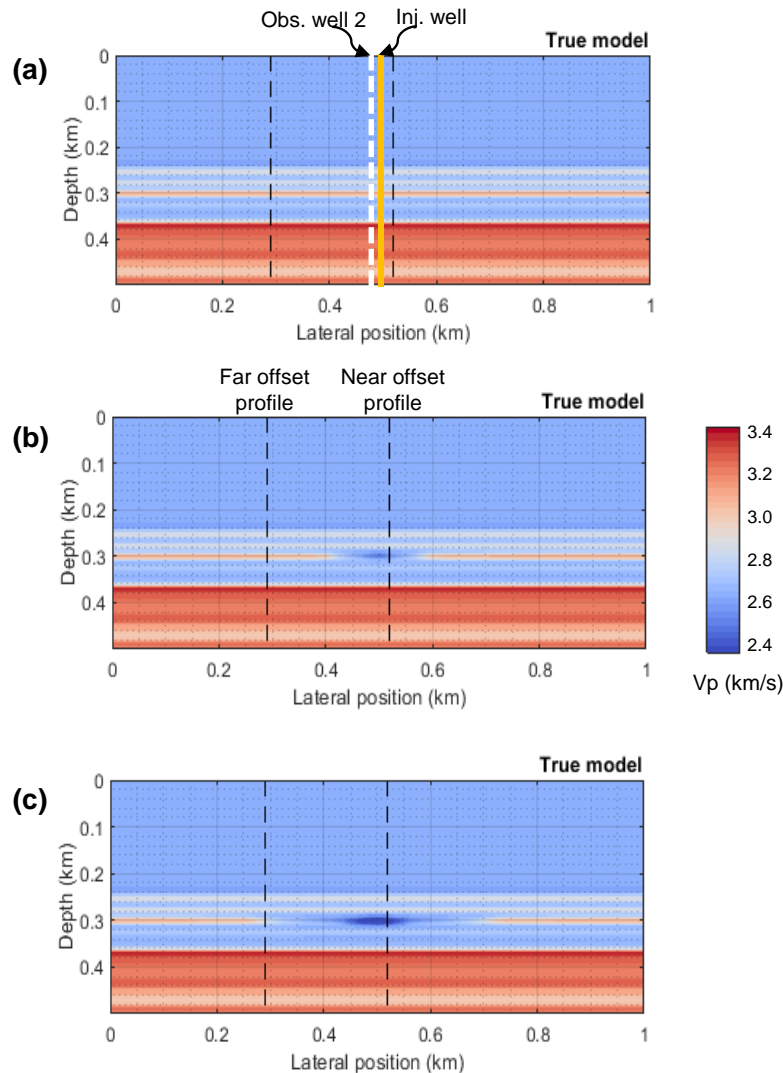 Obs. well 2 Inj. well
(a)
True model
0
0.1
0.2
0.3
0.4
Depth (km)
0 0.2 0.4 0.6 0.8 1
Lateral position (km)
Far offset profile
Near offset profile
(b)
True model
0
0.1
0.2
0.3
0.4
Depth (km)
0 0.2 0.4 0.6 0.8 1
Lateral position (km)
3.4
3.2
3.0
2.8
2.6
2.4
Vp (km/s)
(c)
True model
0
0.1
0.2
0.3
0.4
Depth (km)
0 0.2 0.4 0.6 0.8 1
Lateral position (km)